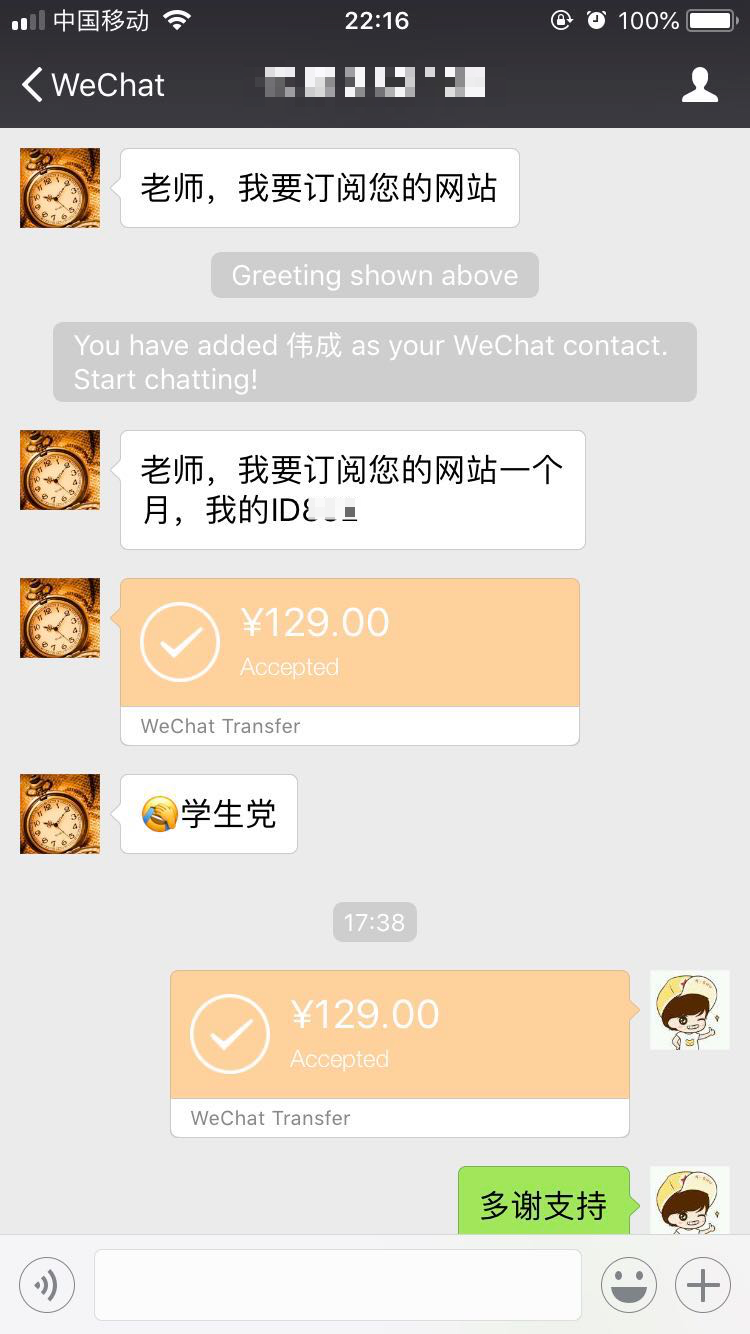 中国移动 22:16 100%
WeChat
老师，我要订阅您的网站
Greeting shown above
You have added 伟成 as your WeChat contact.
Start chatting!
老师，我要订阅您的网站一个
月，我的ID
¥129.00
Accepted
WeChat Transfer
🤦学生党
17:38
¥129.00
Accepted
WeChat Transfer
多谢支持